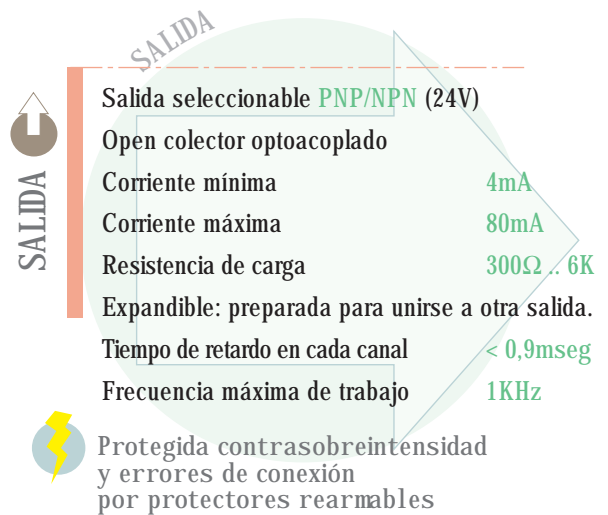 SALIDA
SALIDA
Salida seleccionable PNP/NPN (24V)
Open colector optoacoplado
Corriente mínima 4mA
Corriente máxima 80mA
Resistencia de carga 300Ω .. 6K
Expandible: preparada para unirse a otra salida.
Tiempo de retardo en cada canal < 0,9mseg
Frecuencia máxima de trabajo 1KHz
Protegida contrasobreintensidad
y errores de conexión
por protectores rearmables